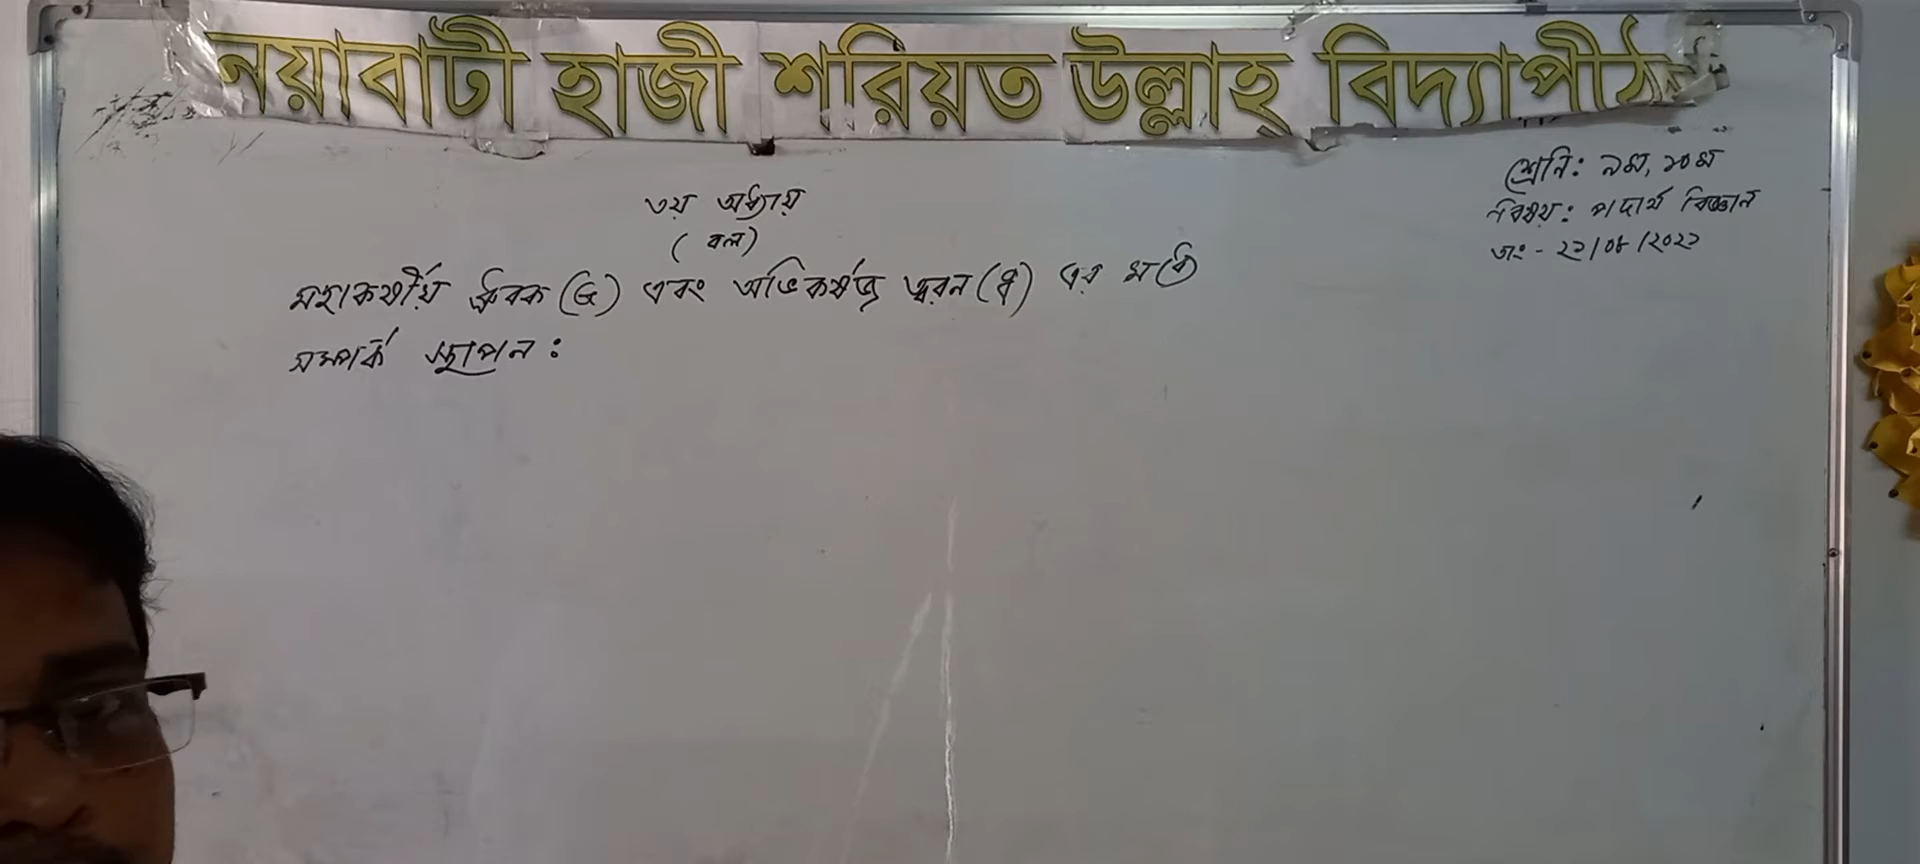 নয়াবাটী হাজী শরিয়ত উল্লাহ্ বিদ্যাপীঠ
শ্রেনি: ৯ম, ১০ম
বিষয়: পদার্থ বিজ্ঞান
তাং - ২২/০৮/২০২২
৩য় অধ্যায়
(বল)
মহাকর্ষীয় ধ্রুবক (G) এবং অভিকর্ষজ ত্বরন (g) এর মধ্যে
সম্পর্ক স্থাপন: